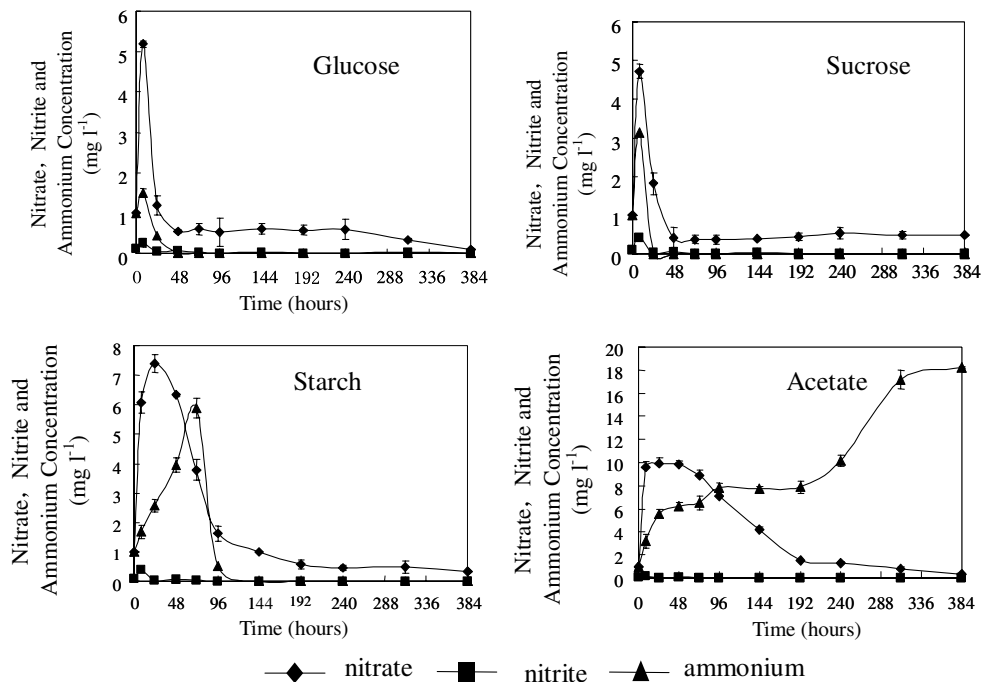 Nitrate, Nitrite and
Ammonium Concentration
(mg l⁻¹)
6
5
4
3
2
1
0
Glucose
0 48 96 144 192 240 288 336 384
Time (hours)
Nitrate, Nitrite and
Ammonium Concentration
(mg l⁻¹)
6
5
4
3
2
1
0
Sucrose
0 48 96 144 192 240 288 336 384
Time (hours)
Nitrate, Nitrite and
Ammonium Concentration
(mg l⁻¹)
8
7
6
5
4
3
2
1
0
Starch
0 48 96 144 192 240 288 336 384
Time (hours)
Nitrate, Nitrite and
Ammonium Concentration
(mg l⁻¹)
20
18
16
14
12
10
8
6
4
2
0
Acetate
0 48 96 144 192 240 288 336 384
Time (hours)
nitrate nitrite ammonium